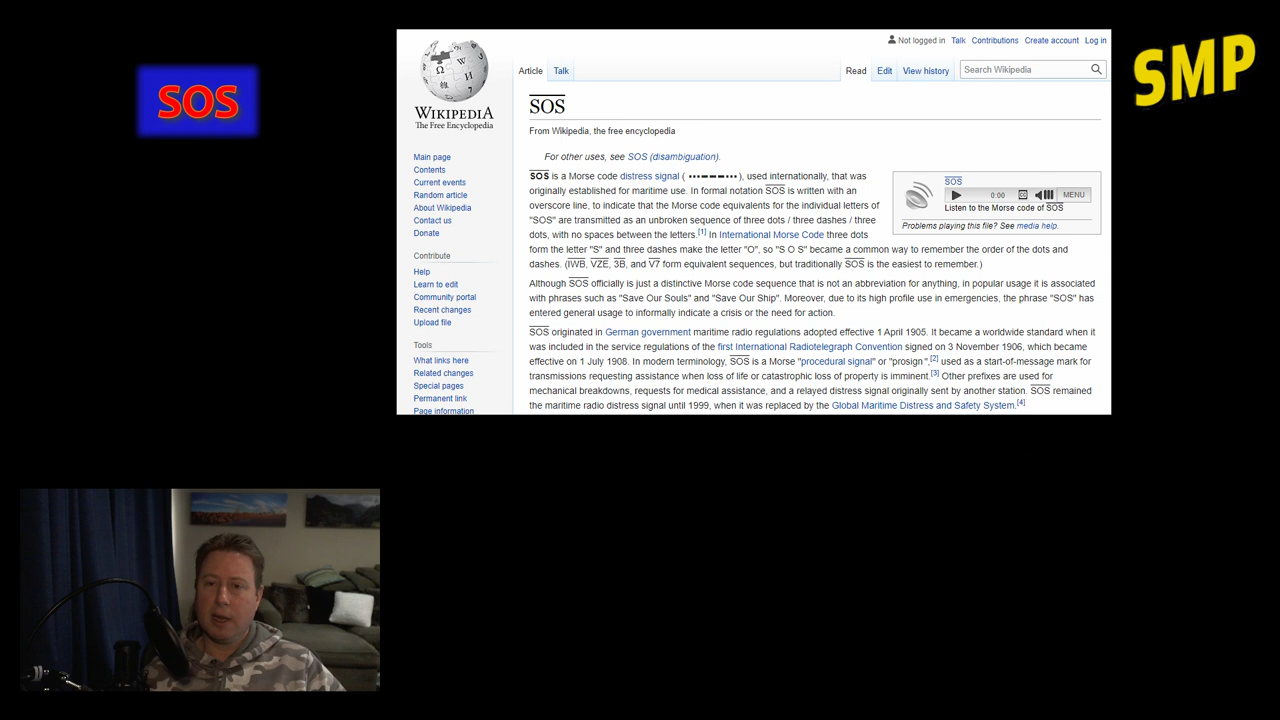 SOS
SMP
Not logged in Talk Contributions Create account Log in
Article Talk Read Edit View history Search Wikipedia
WIKIPEDIA
The Free Encyclopedia
Main page
Contents
Current events
Random article
About Wikipedia
Contact us
Donate
Contribute
Help
Learn to edit
Community portal
Recent changes
Upload file
Tools
What links here
Related changes
Special pages
Permanent link
Page information
S̅O̅S̅
From Wikipedia, the free encyclopedia
For other uses, see SOS (disambiguation).
S̅O̅S̅ is a Morse code distress signal ( ▪▪▪▬▬▬▪▪▪ ), used internationally, that was
originally established for maritime use. In formal notation S̅O̅S̅ is written with an
overscore line, to indicate that the Morse code equivalents for the individual letters of
"SOS" are transmitted as an unbroken sequence of three dots / three dashes / three
dots, with no spaces between the letters.[1] In International Morse Code three dots
form the letter "S" and three dashes make the letter "O", so "S O S" became a common way to remember the order of the dots and
dashes. (I̅W̅B̅, V̅Z̅E̅, 3̅B̅, and V̅7̅ form equivalent sequences, but traditionally S̅O̅S̅ is the easiest to remember.)
S̅O̅S̅
0:00 CC MENU
Listen to the Morse code of S̅O̅S̅
Problems playing this file? See media help.
Although S̅O̅S̅ officially is just a distinctive Morse code sequence that is not an abbreviation for anything, in popular usage it is associated
with phrases such as "Save Our Souls" and "Save Our Ship". Moreover, due to its high profile use in emergencies, the phrase "SOS" has
entered general usage to informally indicate a crisis or the need for action.
S̅O̅S̅ originated in German government maritime radio regulations adopted effective 1 April 1905. It became a worldwide standard when it
was included in the service regulations of the first International Radiotelegraph Convention signed on 3 November 1906, which became
effective on 1 July 1908. In modern terminology, S̅O̅S̅ is a Morse "procedural signal" or "prosign",[2] used as a start-of-message mark for
transmissions requesting assistance when loss of life or catastrophic loss of property is imminent.[3] Other prefixes are used for
mechanical breakdowns, requests for medical assistance, and a relayed distress signal originally sent by another station. S̅O̅S̅ remained
the maritime radio distress signal until 1999, when it was replaced by the Global Maritime Distress and Safety System.[4]